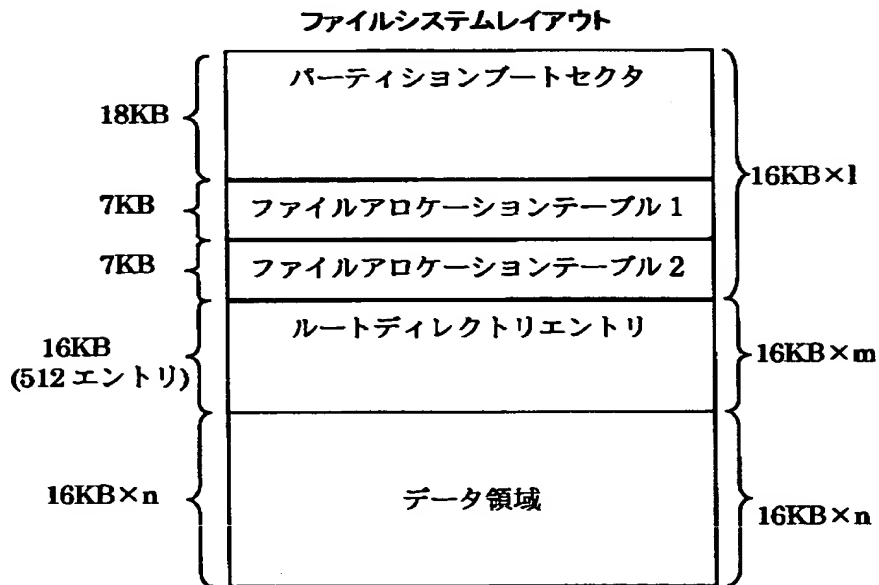 ファイルシステムレイアウト
パーティションブートセクタ
18KB
16KB×l
7KB
ファイルアロケーションテーブル1
7KB
ファイルアロケーションテーブル2
ルートディレクトリエントリ
16KB
(512エントリ)
16KB×m
16KB×n
データ領域
16KB×n